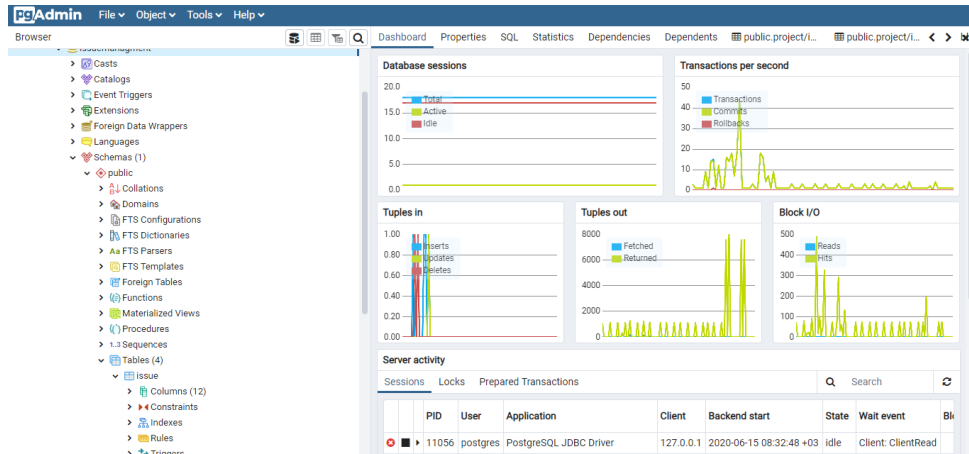 pgAdmin File Object Tools Help
Browser
Dashboard Properties SQL Statistics Dependencies Dependents public.project/i... public.project/i...
issuemanagment
Casts
Catalogs
Event Triggers
Extensions
Foreign Data Wrappers
Languages
Schemas (1)
public
Collations
Domains
FTS Configurations
FTS Dictionaries
Aa FTS Parsers
FTS Templates
Foreign Tables
Functions
Materialized Views
Procedures
1..3 Sequences
Tables (4)
issue
Columns (12)
Constraints
Indexes
Rules
Triggers
Database sessions
20.0
15.0
10.0
5.0
0.0
Total
Active
Idle
Transactions per second
50
40
30
20
10
0
Transactions
Commits
Rollbacks
Tuples in
1.00
0.80
0.60
0.40
0.20
0.00
Inserts
Updates
Deletes
Tuples out
8000
6000
4000
2000
0
Fetched
Returned
Block I/O
500
400
300
200
100
0
Reads
Hits
Server activity
Sessions Locks Prepared Transactions Search
PID User Application Client Backend start State Wait event Blo
11056 postgres PostgreSQL JDBC Driver 127.0.0.1 2020-06-15 08:32:48 +03 idle Client: ClientRead